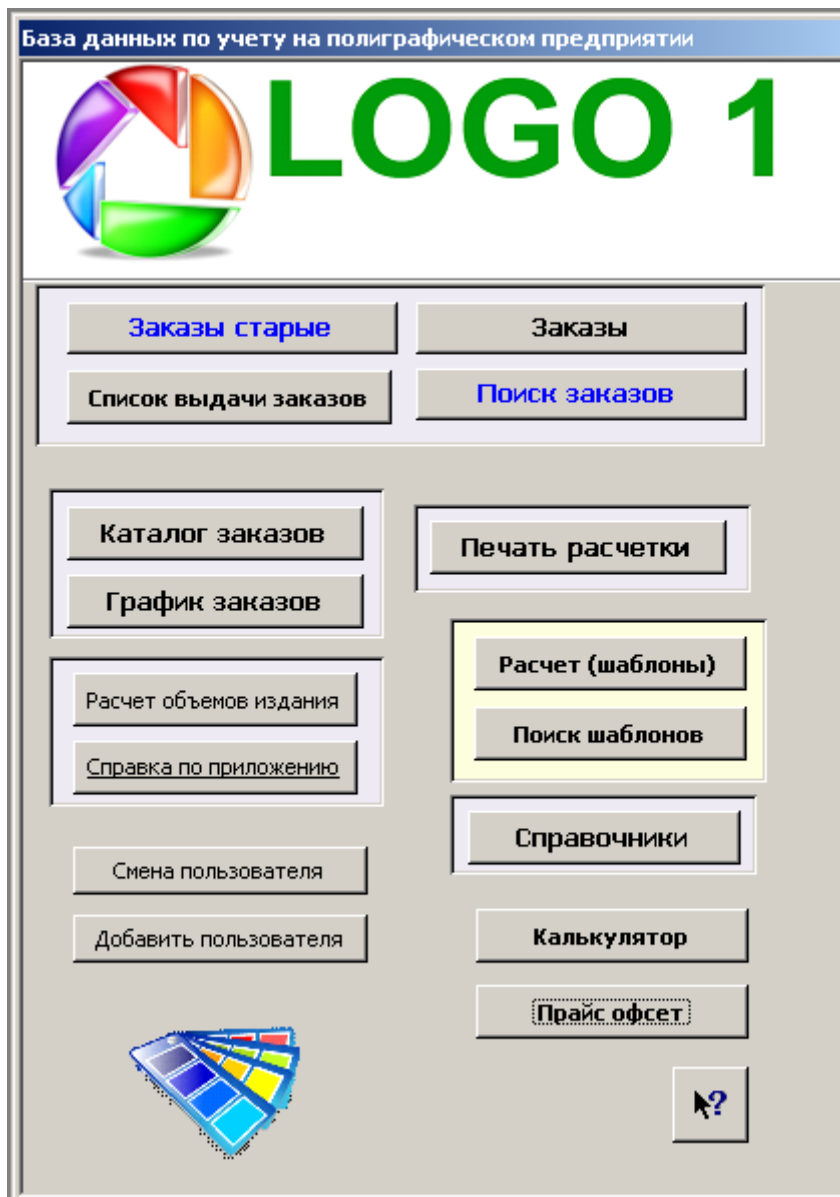 База данных по учету на полиграфическом предприятии
LOGO 1
Заказы старые
Заказы
Список выдачи заказов
Поиск заказов
Каталог заказов
Печать расчетки
График заказов
Расчет (шаблоны)
Расчет объемов издания
Поиск шаблонов
Справка по приложению
Справочники
Смена пользователя
Добавить пользователя
Калькулятор
Прайс офсет
?